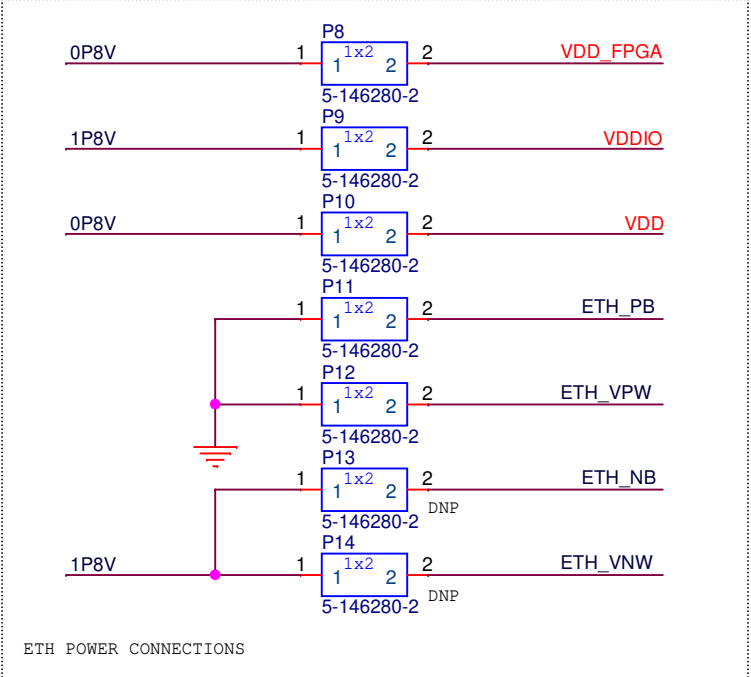 P8
0P8V 1 1x2 2 VDD_FPGA
1 2
5-146280-2
P9
1P8V 1 1x2 2 VDDIO
1 2
5-146280-2
P10
0P8V 1 1x2 2 VDD
1 2
5-146280-2
P11
1 1x2 2 ETH_PB
1 2
5-146280-2
P12
1 1x2 2 ETH_VPW
1 2
5-146280-2
P13
1 1x2 2 ETH_NB
1 2
DNP
5-146280-2
P14
1P8V 1 1x2 2 ETH_VNW
1 2
DNP
5-146280-2
ETH POWER CONNECTIONS